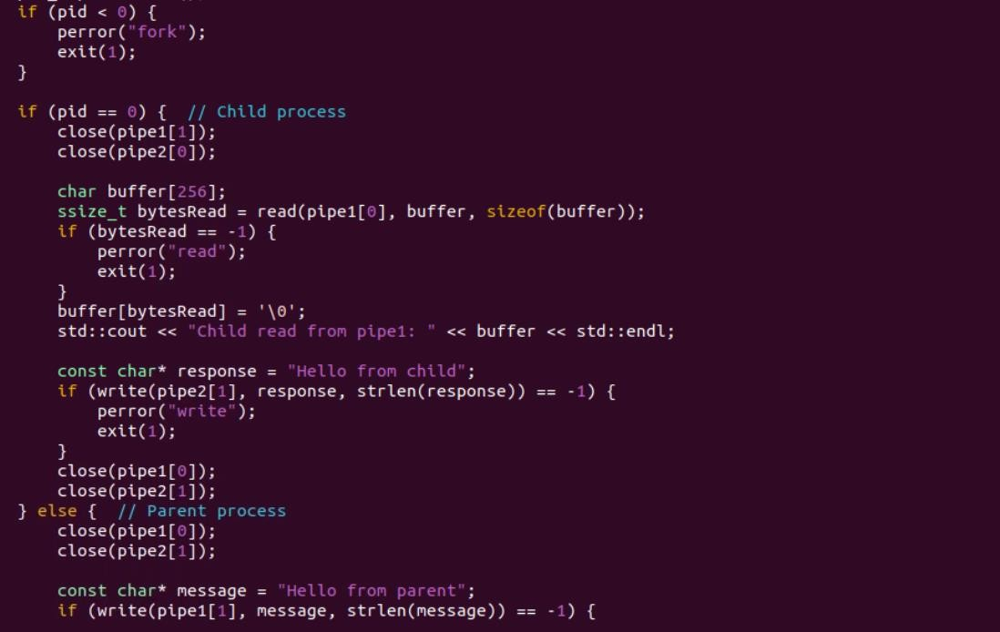 if (pid < 0) {
    perror("fork");
    exit(1);
}

if (pid == 0) {  // Child process
    close(pipe1[1]);
    close(pipe2[0]);

    char buffer[256];
    ssize_t bytesRead = read(pipe1[0], buffer, sizeof(buffer));
    if (bytesRead == -1) {
        perror("read");
        exit(1);
    }
    buffer[bytesRead] = '\0';
    std::cout << "Child read from pipe1: " << buffer << std::endl;

    const char* response = "Hello from child";
    if (write(pipe2[1], response, strlen(response)) == -1) {
        perror("write");
        exit(1);
    }
    close(pipe1[0]);
    close(pipe2[1]);
} else {  // Parent process
    close(pipe1[0]);
    close(pipe2[1]);

    const char* message = "Hello from parent";
    if (write(pipe1[1], message, strlen(message)) == -1) {